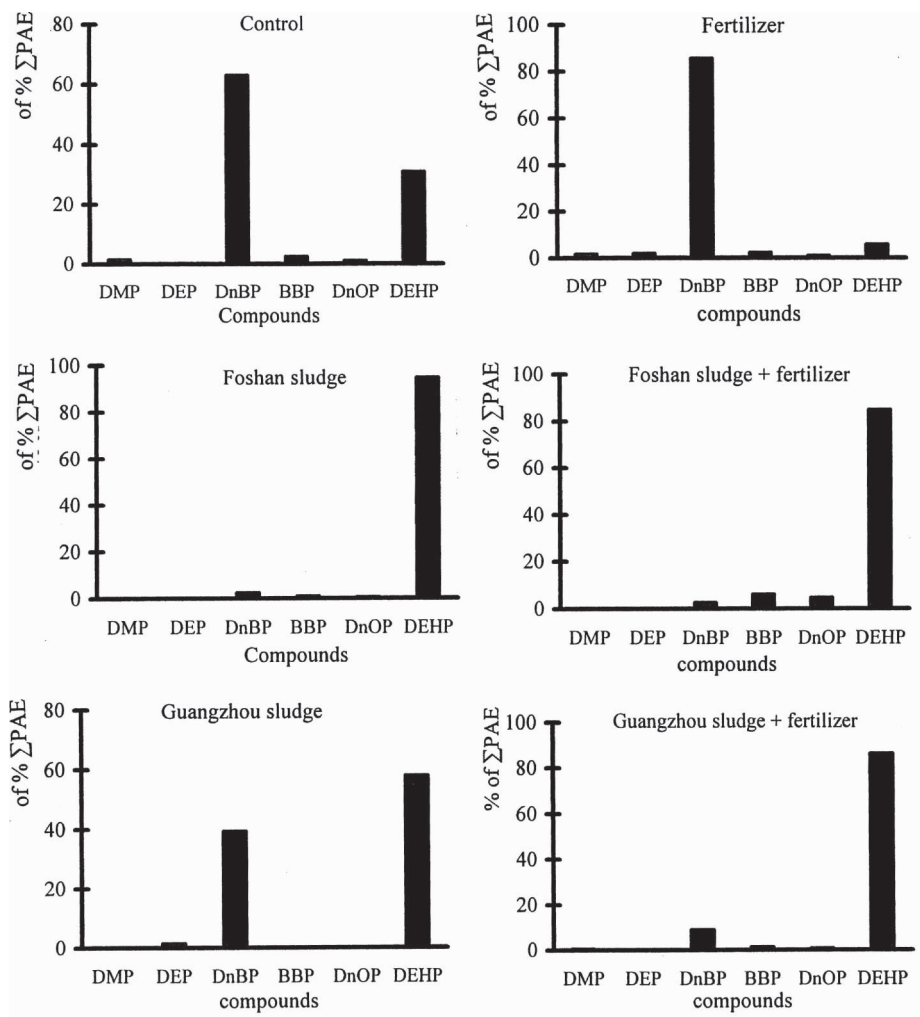 Control
of % ∑PAE
80
60
40
20
0
DMP DEP DnBP BBP DnOP DEHP
Compounds
Fertilizer
of % ∑PAE
100
80
60
40
20
0
DMP DEP DnBP BBP DnOP DEHP
compounds
Foshan sludge
of % ∑PAE
100
80
60
40
20
0
DMP DEP DnBP BBP DnOP DEHP
Compounds
Foshan sludge + fertilizer
of % ∑PAE
100
80
60
40
20
0
DMP DEP DnBP BBP DnOP DEHP
compounds
Guangzhou sludge
of % ∑PAE
80
60
40
20
0
DMP DEP DnBP BBP DnOP DEHP
compounds
Guangzhou sludge + fertilizer
% of ∑PAE
100
80
60
40
20
0
DMP DEP DnBP BBP DnOP DEHP
compounds